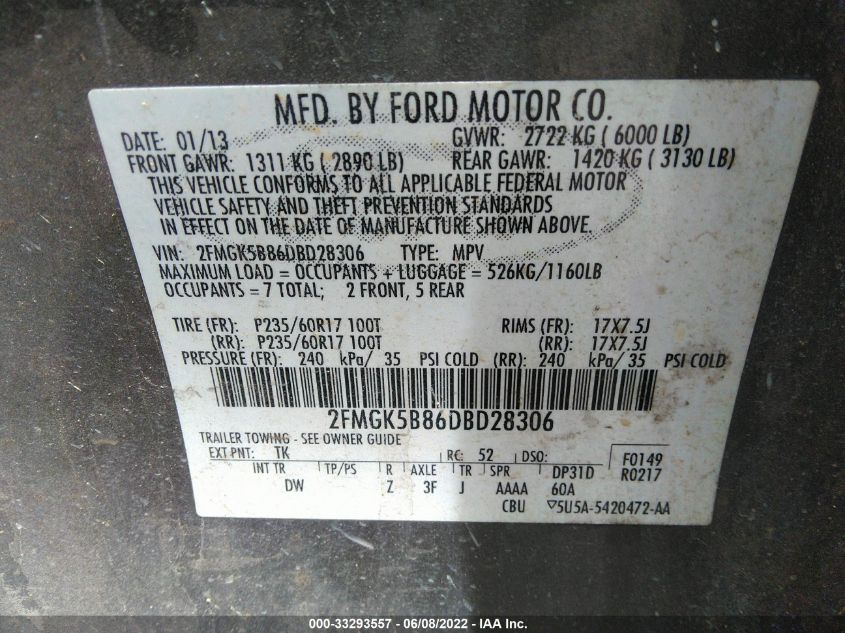 MFD. BY FORD MOTOR CO.
DATE: 01/13 GVWR: 2722 KG ( 6000 LB)
FRONT GAWR: 1311 KG ( 2890 LB) REAR GAWR: 1420 KG ( 3130 LB)
THIS VEHICLE CONFORMS TO ALL APPLICABLE FEDERAL MOTOR
VEHICLE SAFETY AND THEFT PREVENTION STANDARDS
IN EFFECT ON THE DATE OF MANUFACTURE SHOWN ABOVE.
VIN: 2FMGK5B86DBD28306 TYPE: MPV
MAXIMUM LOAD = OCCUPANTS + LUGGAGE = 526KG/1160LB
OCCUPANTS = 7 TOTAL; 2 FRONT, 5 REAR
TIRE (FR): P235/60R17 100T RIMS (FR): 17X7.5J
(RR): P235/60R17 100T (RR): 17X7.5J
PRESSURE (FR): 240 kPa/ 35 PSI COLD (RR): 240 kPa/ 35 PSI COLD
2FMGK5B86DBD28306
TRAILER TOWING - SEE OWNER GUIDE
EXT PNT: TK RC: 52 DSO: F0149
INT TR TP/PS R AXLE TR SPR DP31D R0217
DW Z 3F J AAAA 60A
CBU ▽5U5A-5420472-AA
000-33293557 - 06/08/2022 - IAA Inc.